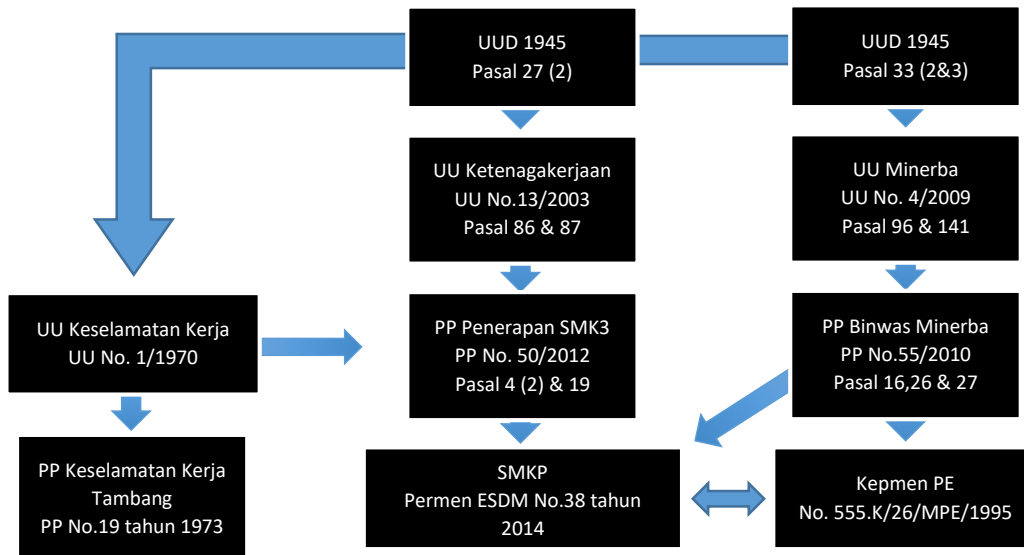 UUD 1945
Pasal 27 (2)
UUD 1945
Pasal 33 (2&3)
UU Ketenagakerjaan
UU No.13/2003
Pasal 86 & 87
UU Minerba
UU No. 4/2009
Pasal 96 & 141
UU Keselamatan Kerja
UU No. 1/1970
PP Penerapan SMK3
PP No. 50/2012
Pasal 4 (2) & 19
PP Binwas Minerba
PP No.55/2010
Pasal 16,26 & 27
PP Keselamatan Kerja
Tambang
PP No.19 tahun 1973
SMKP
Permen ESDM No.38 tahun
2014
Kepmen PE
No. 555.K/26/MPE/1995